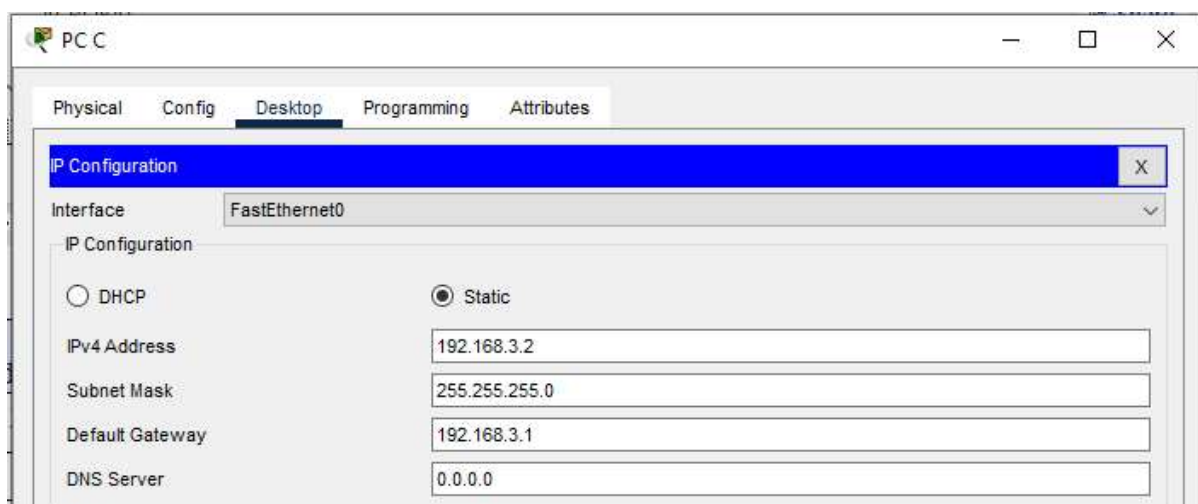 PC C
Physical Config Desktop Programming Attributes
IP Configuration X
Interface FastEthernet0
IP Configuration
DHCP Static
IPv4 Address 192.168.3.2
Subnet Mask 255.255.255.0
Default Gateway 192.168.3.1
DNS Server 0.0.0.0